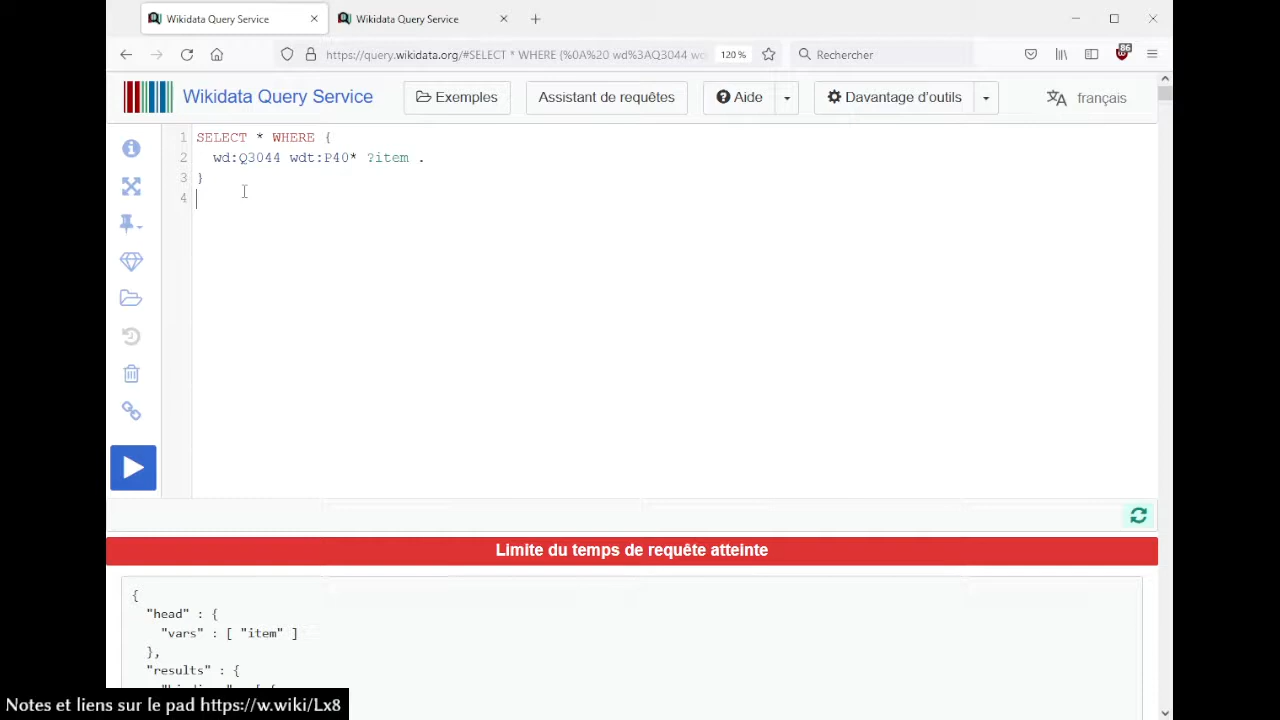 Wikidata Query Service
Wikidata Query Service
https://query.wikidata.org/#SELECT * WHERE {%0A%20 wd%3AQ3044 wd
120 %
Rechercher
86
Wikidata Query Service
Exemples
Assistant de requêtes
Aide
Davantage d'outils
français
1 SELECT * WHERE {
2   wd:Q3044 wdt:P40* ?item .
3 }
4
Limite du temps de requête atteinte
{
"head" : {
"vars" : [ "item" ]
},
"results" : {
Notes et liens sur le pad https://w.wiki/Lx8